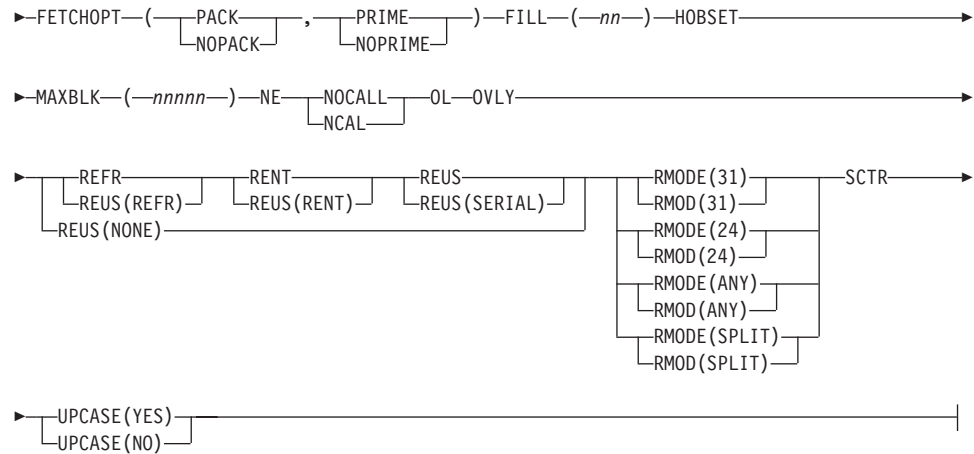 FETCHOPT ( PACK , PRIME ) FILL ( nn ) HOBSET
NOPACK NOPRIME
MAXBLK ( nnnnn ) NE NOCALL OL OVLY
NCAL
REFR RENT REUS RMODE(31) SCTR
REUS(REFR) REUS(RENT) REUS(SERIAL) RMOD(31)
REUS(NONE) RMODE(24)
RMOD(24)
RMODE(ANY)
RMOD(ANY)
RMODE(SPLIT)
RMOD(SPLIT)
UPCASE(YES)
UPCASE(NO)